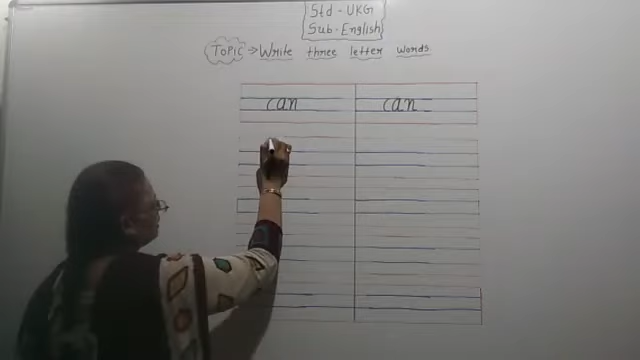 Std - UKG
Sub - English
TOPIC → Write three letter words
can can